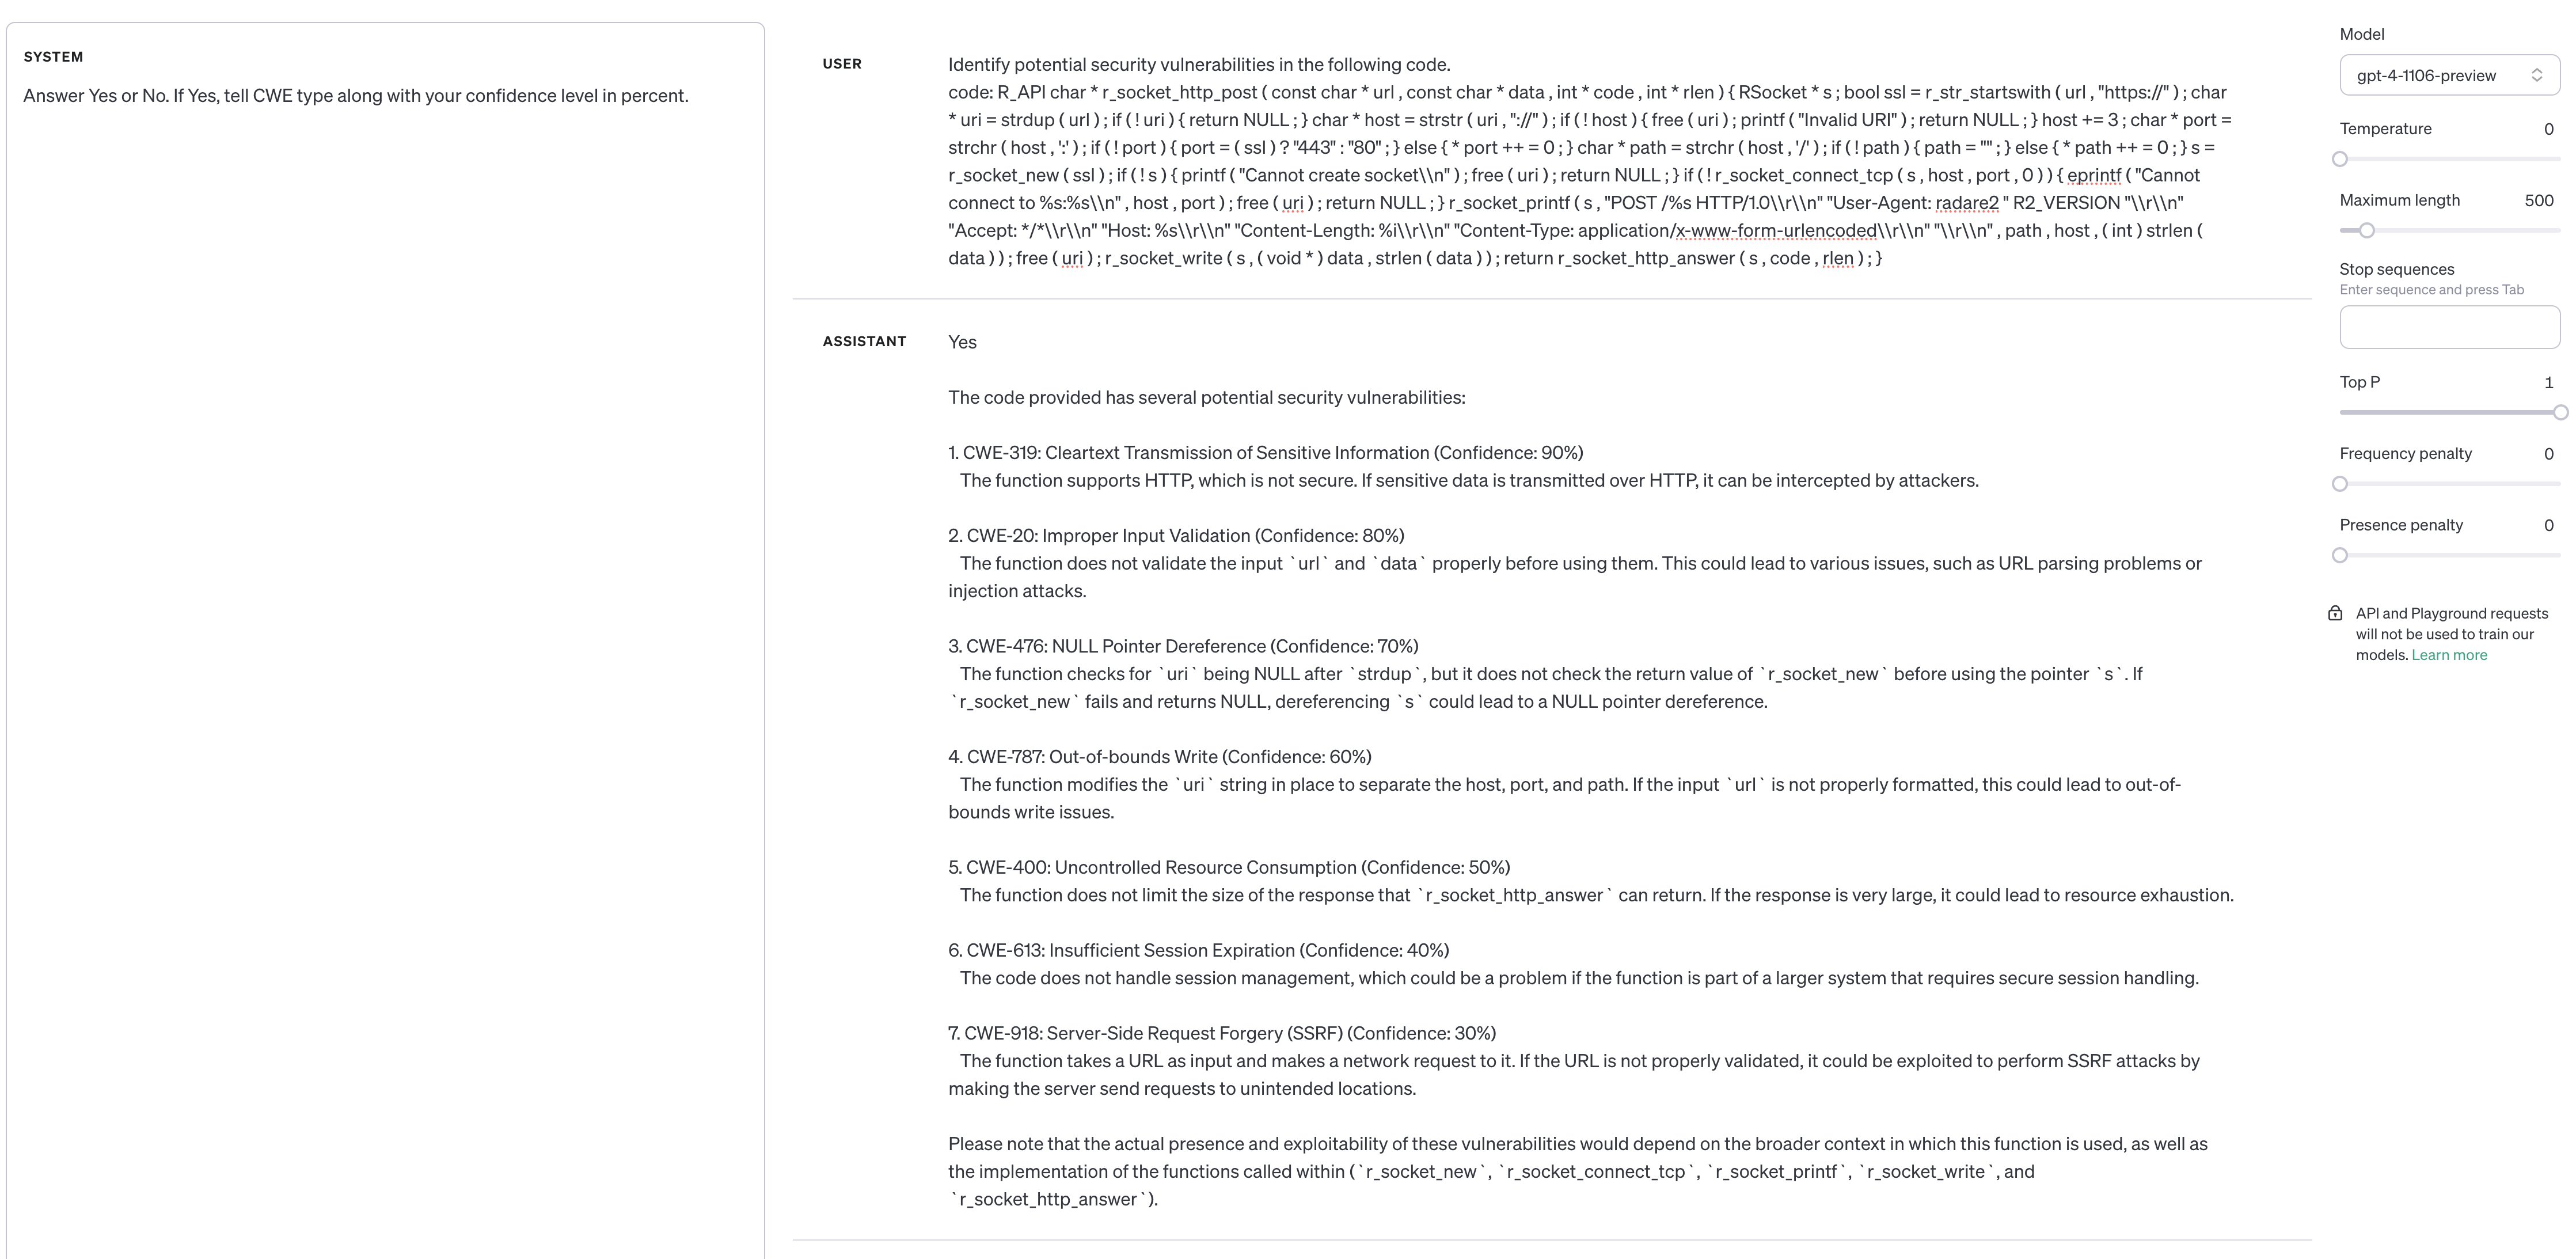 SYSTEM
Answer Yes or No. If Yes, tell CWE type along with your confidence level in percent.
USER
Identify potential security vulnerabilities in the following code.
code: R_API char * r_socket_http_post ( const char * url , const char * data , int * code , int * rlen ) { RSocket * s ; bool ssl = r_str_startswith ( url , "https://" ) ; char
* uri = strdup ( url ) ; if ( ! uri ) { return NULL ; } char * host = strstr ( uri , "://" ) ; if ( ! host ) { free ( uri ) ; printf ( "Invalid URI" ) ; return NULL ; } host += 3 ; char * port =
strchr ( host , ':' ) ; if ( ! port ) { port = ( ssl ) ? "443" : "80" ; } else { * port ++ = 0 ; } char * path = strchr ( host , '/' ) ; if ( ! path ) { path = "" ; } else { * path ++ = 0 ; } s =
r_socket_new ( ssl ) ; if ( ! s ) { printf ( "Cannot create socket\\n" ) ; free ( uri ) ; return NULL ; } if ( ! r_socket_connect_tcp ( s , host , port , 0 ) ) { eprintf ( "Cannot
connect to %s:%s\\n" , host , port ) ; free ( uri ) ; return NULL ; } r_socket_printf ( s , "POST /%s HTTP/1.0\\r\\n" "User-Agent: radare2 " R2_VERSION "\\r\\n"
"Accept: */*\\r\\n" "Host: %s\\r\\n" "Content-Length: %i\\r\\n" "Content-Type: application/x-www-form-urlencoded\\r\\n" "\\r\\n" , path , host , ( int ) strlen (
data ) ) ; free ( uri ) ; r_socket_write ( s , ( void * ) data , strlen ( data ) ) ; return r_socket_http_answer ( s , code , rlen ) ; }
ASSISTANT
Yes
The code provided has several potential security vulnerabilities:
1. CWE-319: Cleartext Transmission of Sensitive Information (Confidence: 90%)
The function supports HTTP, which is not secure. If sensitive data is transmitted over HTTP, it can be intercepted by attackers.
2. CWE-20: Improper Input Validation (Confidence: 80%)
The function does not validate the input `url` and `data` properly before using them. This could lead to various issues, such as URL parsing problems or
injection attacks.
3. CWE-476: NULL Pointer Dereference (Confidence: 70%)
The function checks for `uri` being NULL after `strdup`, but it does not check the return value of `r_socket_new` before using the pointer `s`. If
`r_socket_new` fails and returns NULL, dereferencing `s` could lead to a NULL pointer dereference.
4. CWE-787: Out-of-bounds Write (Confidence: 60%)
The function modifies the `uri` string in place to separate the host, port, and path. If the input `url` is not properly formatted, this could lead to out-of-
bounds write issues.
5. CWE-400: Uncontrolled Resource Consumption (Confidence: 50%)
The function does not limit the size of the response that `r_socket_http_answer` can return. If the response is very large, it could lead to resource exhaustion.
6. CWE-613: Insufficient Session Expiration (Confidence: 40%)
The code does not handle session management, which could be a problem if the function is part of a larger system that requires secure session handling.
7. CWE-918: Server-Side Request Forgery (SSRF) (Confidence: 30%)
The function takes a URL as input and makes a network request to it. If the URL is not properly validated, it could be exploited to perform SSRF attacks by
making the server send requests to unintended locations.
Please note that the actual presence and exploitability of these vulnerabilities would depend on the broader context in which this function is used, as well as
the implementation of the functions called within (`r_socket_new`, `r_socket_connect_tcp`, `r_socket_printf`, `r_socket_write`, and
`r_socket_http_answer`).
Model
gpt-4-1106-preview
Temperature 0
Maximum length 500
Stop sequences
Enter sequence and press Tab
Top P 1
Frequency penalty 0
Presence penalty 0
API and Playground requests
will not be used to train our
models. Learn more